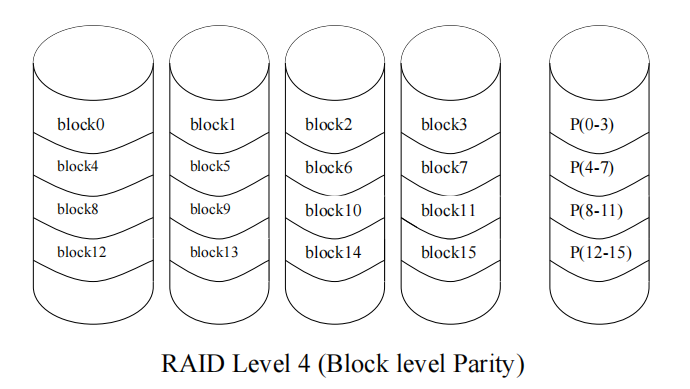 block0 block1 block2 block3 P(0-3)
block4 block5 block6 block7 P(4-7)
block8 block9 block10 block11 P(8-11)
block12 block13 block14 block15 P(12-15)
RAID Level 4 (Block level Parity)